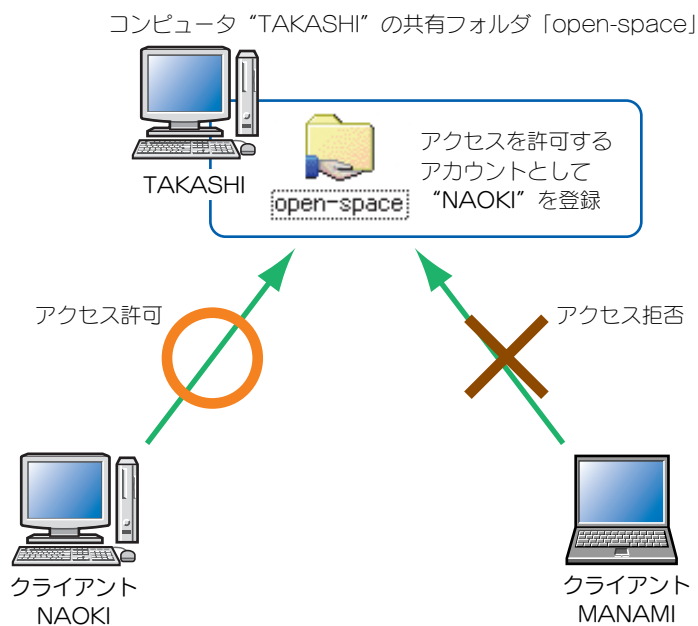 コンピュータ“TAKASHI”の共有フォルダ「open-space」
TAKASHI
open-space
アクセスを許可する
アカウントとして
“NAOKI”を登録
アクセス許可
アクセス拒否
クライアント
NAOKI
クライアント
MANAMI